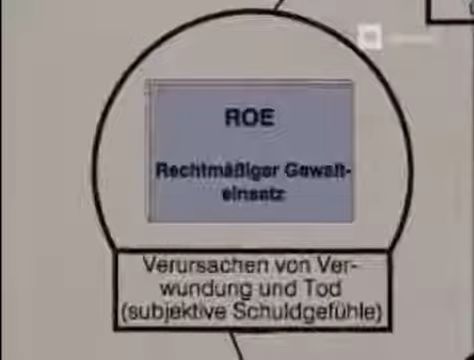 ROE
Rechtmäßiger Gewalt-
einsatz
Verursachen von Ver-
wundung und Tod
(subjektive Schuldgefühle)